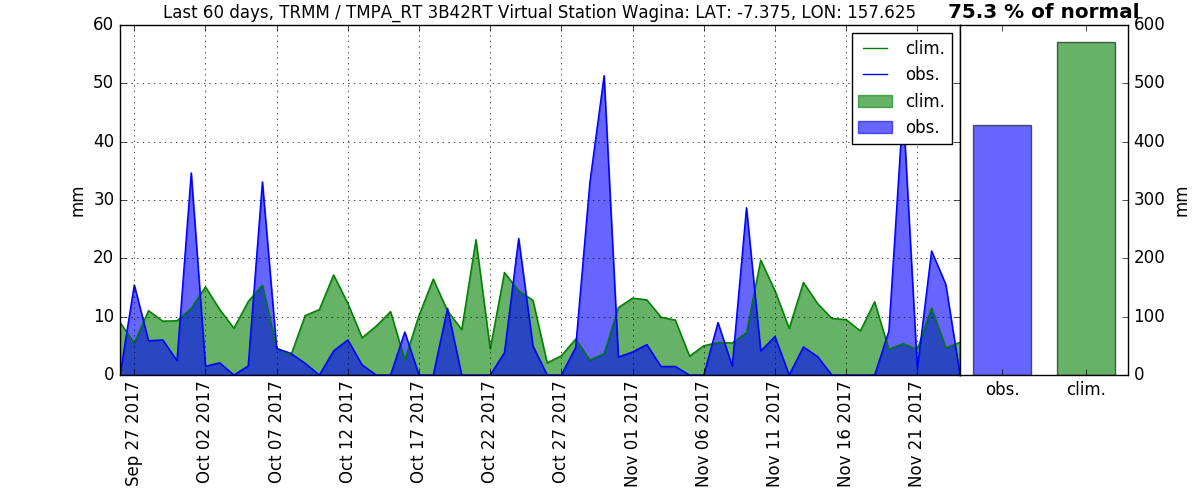 Last 60 days, TRMM / TMPA_RT 3B42RT Virtual Station Wagina: LAT: -7.375, LON: 157.625
75.3 % of normal
60
50
40
30
20
10
0
mm
clim.
obs.
clim.
obs.
600
500
400
300
200
100
0
mm
obs.
clim.
Sep 27 2017
Oct 02 2017
Oct 07 2017
Oct 12 2017
Oct 17 2017
Oct 22 2017
Oct 27 2017
Nov 01 2017
Nov 06 2017
Nov 11 2017
Nov 16 2017
Nov 21 2017